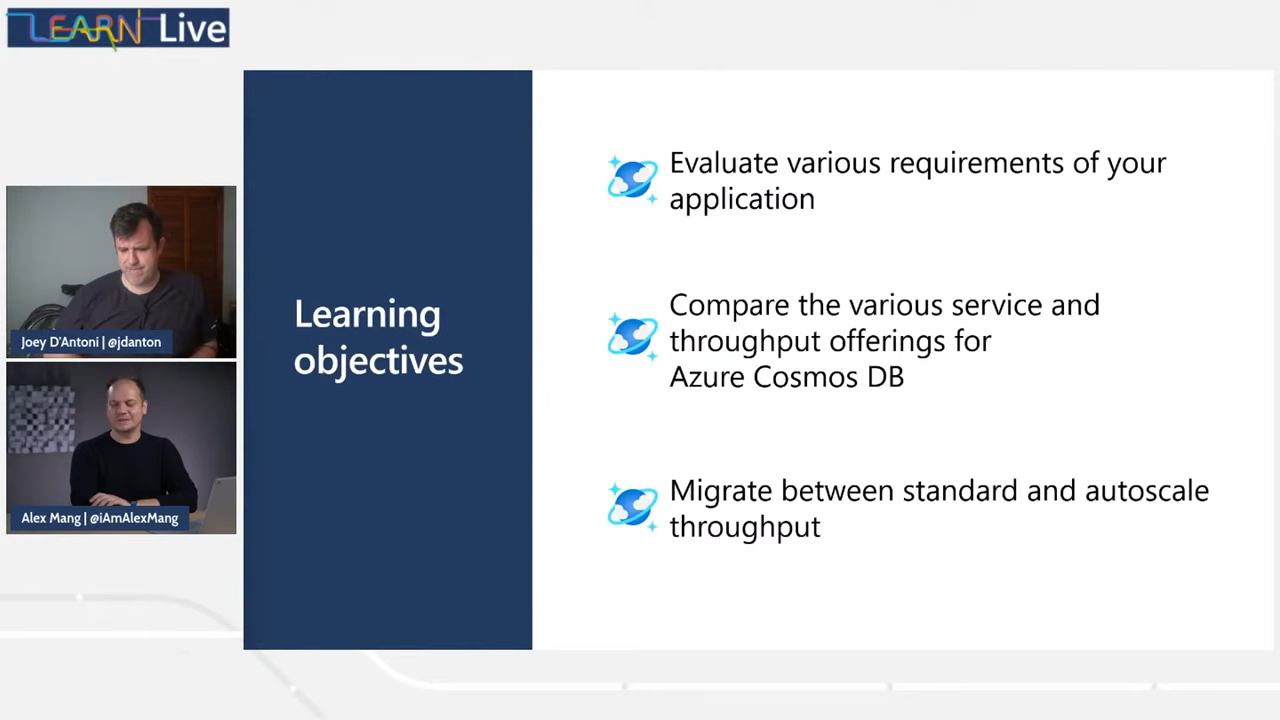 LEARN Live
Joey D'Antoni | @jdanton
Alex Mang | @iAmAlexMang
Learning
objectives
Evaluate various requirements of your
application
Compare the various service and
throughput offerings for
Azure Cosmos DB
Migrate between standard and autoscale
throughput